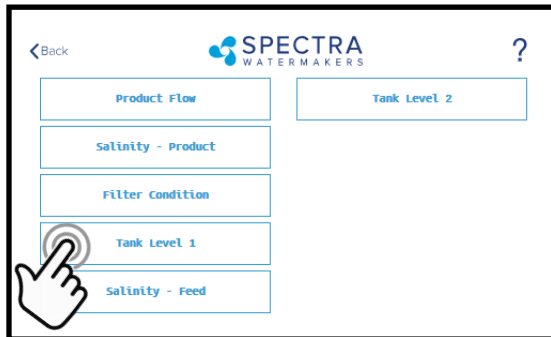 Back
SPECTRA
WATERMAKERS
?
Product Flow
Tank Level 2
Salinity - Product
Filter Condition
Tank Level 1
Salinity - Feed